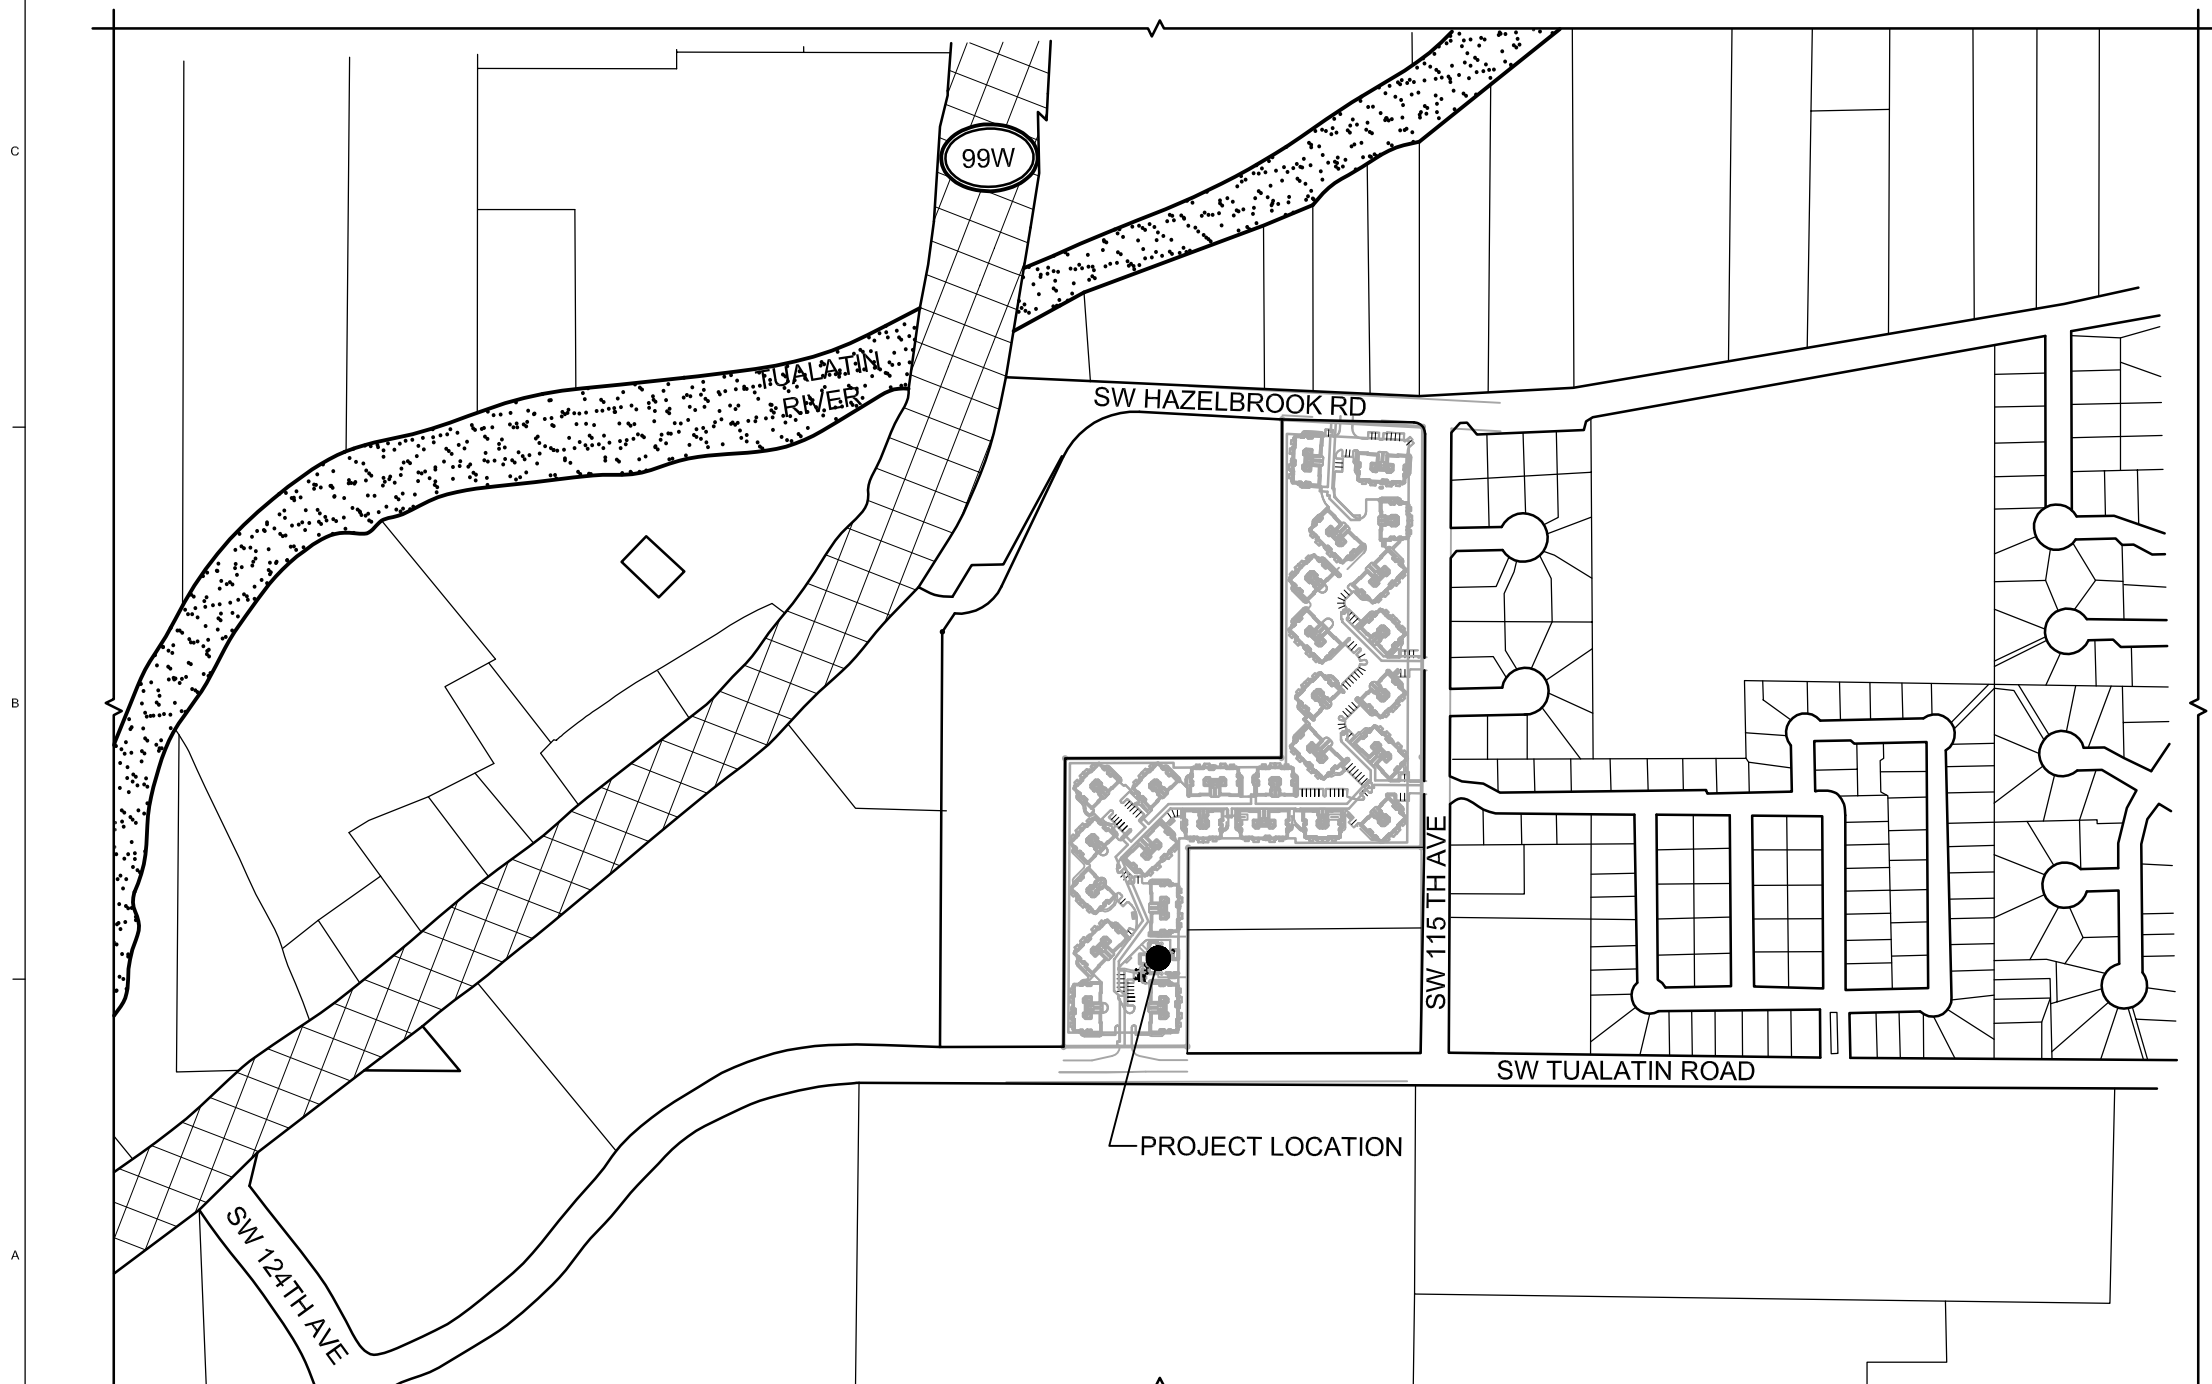 C
99W
TUALATIN
RIVER
SW HAZELBROOK RD
B
SW 115 TH AVE
SW TUALATIN ROAD
PROJECT LOCATION
A
SW 124TH AVE